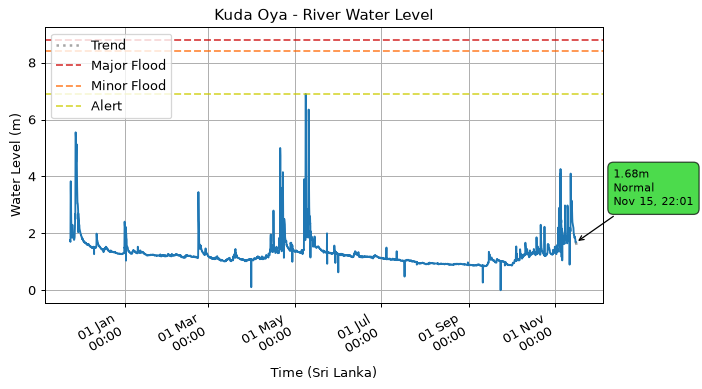 Kuda Oya - River Water Level
Trend
Major Flood
Minor Flood
Alert
Water Level (m)
8
6
4
2
0
1.68m
Normal
Nov 15, 22:01
01 Jan
00:00
01 Mar
00:00
01 May
00:00
01 Jul
00:00
01 Sep
00:00
01 Nov
00:00
Time (Sri Lanka)